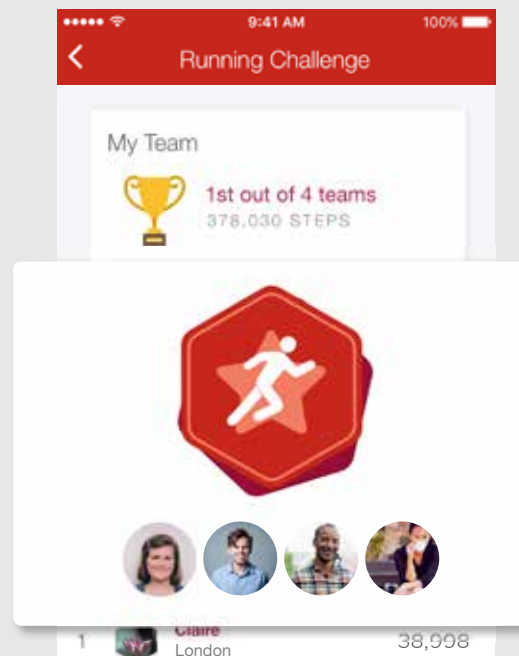 9:41 AM 100%
Running Challenge
My Team
1st out of 4 teams
378,030 STEPS
1 Claire 38,998
London